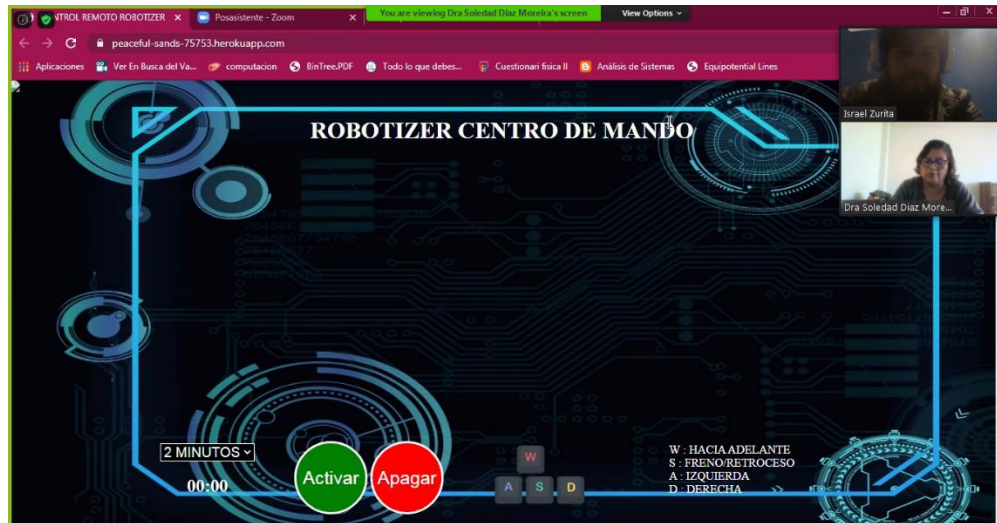 You are viewing Dra Soledad Diaz Moreira's screen
View Options
NTROL REMOTO ROBOTIZER
Posasistente - Zoom
peaceful-sands-75753.herokuapp.com
Aplicaciones
Ver En Busca del Va...
computacion
BinTree.PDF
Todo lo que debes...
Cuestionari fisica II
Análisis de Sistemas
Equipotential Lines
Israel Zurita
Dra Soledad Diaz More...
ROBOTIZER CENTRO DE MANDO
2 MINUTOS
00:00
Activar
Apagar
W
A S D
W : HACIA ADELANTE
S : FRENO/RETROCESO
A : IZQUIERDA
D : DERECHA